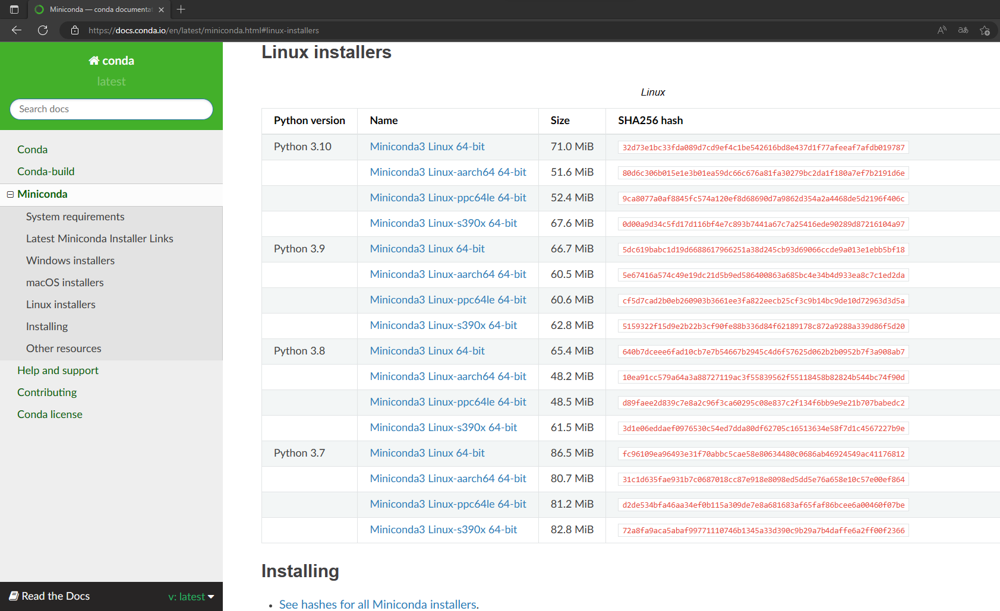 Miniconda — conda documentat
https://docs.conda.io/en/latest/miniconda.html#linux-installers
conda
latest
Search docs
Conda
Conda-build
Miniconda
System requirements
Latest Miniconda Installer Links
Windows installers
macOS installers
Linux installers
Installing
Other resources
Help and support
Contributing
Conda license
Read the Docs
v: latest
Linux installers
Linux
Python version Name Size SHA256 hash
Python 3.10 Miniconda3 Linux 64-bit 71.0 MiB 32d73e1bc33fda089d7cd9ef4c1be542616bd8e437d1f77afeeaf7afdb019787
Miniconda3 Linux-aarch64 64-bit 51.6 MiB 80d6c306b015e1e3b01ea59dc66c676a81fa30279bc2da1f180a7ef7b2191d6e
Miniconda3 Linux-ppc64le 64-bit 52.4 MiB 9ca8077a0af8845fc574a120ef8d68690d7a9862d354a2a4468de5d2196f406c
Miniconda3 Linux-s390x 64-bit 67.6 MiB 0d00a9d34c5fd17d116bf4e7c893b7441a67c7a25416ede90289d87216104a97
Python 3.9 Miniconda3 Linux 64-bit 66.7 MiB 5dc619babc1d19d6688617966251a38d245cb93d69066ccde9a013e1ebb5bf18
Miniconda3 Linux-aarch64 64-bit 60.5 MiB 5e67416a574c49e19dc21d5b9ed586400863a685bc4e34b4d933ea8c7c1ed2da
Miniconda3 Linux-ppc64le 64-bit 60.6 MiB cf5d7cad2b0eb260903b3661ee3fa822eecb25cf3c9b14bc9de10d72963d3d5a
Miniconda3 Linux-s390x 64-bit 62.8 MiB 5159322f15d9e2b22b3cf90fe88b336d84f62189178c872a9288a339d86f5d20
Python 3.8 Miniconda3 Linux 64-bit 65.4 MiB 640b7dceee6fad10cb7e7b54667b2945c4d6f57625d062b2b0952b7f3a908ab7
Miniconda3 Linux-aarch64 64-bit 48.2 MiB 10ea91cc579a64a3a88727119ac3f55839562f55118458b82824b544bc74f90d
Miniconda3 Linux-ppc64le 64-bit 48.5 MiB d89faee2d839c7e8a2c96f3ca60295c08e837c2f134f6bb9e9e21b707babedc2
Miniconda3 Linux-s390x 64-bit 61.5 MiB 3d1e06eddaef0976530c54ed7dda80df62705c16513634e58f7d1c4567227b9e
Python 3.7 Miniconda3 Linux 64-bit 86.5 MiB fc96109ea96493e31f70abbc5cae58e80634480c0686ab46924549ac41176812
Miniconda3 Linux-aarch64 64-bit 80.7 MiB 31c1d635fae931b7c0687018cc87e918e8098ed5dd5e76a658e10c57e00ef864
Miniconda3 Linux-ppc64le 64-bit 81.2 MiB d2de534bfa46aa34ef0b115a309de7e8a681683af65faf86bcee6a00460f07be
Miniconda3 Linux-s390x 64-bit 82.8 MiB 72a8fa9aca5abaf99771110746b1345a33d390c9b29a7b4daffe6a2ff00f2366
Installing
• See hashes for all Miniconda installers.